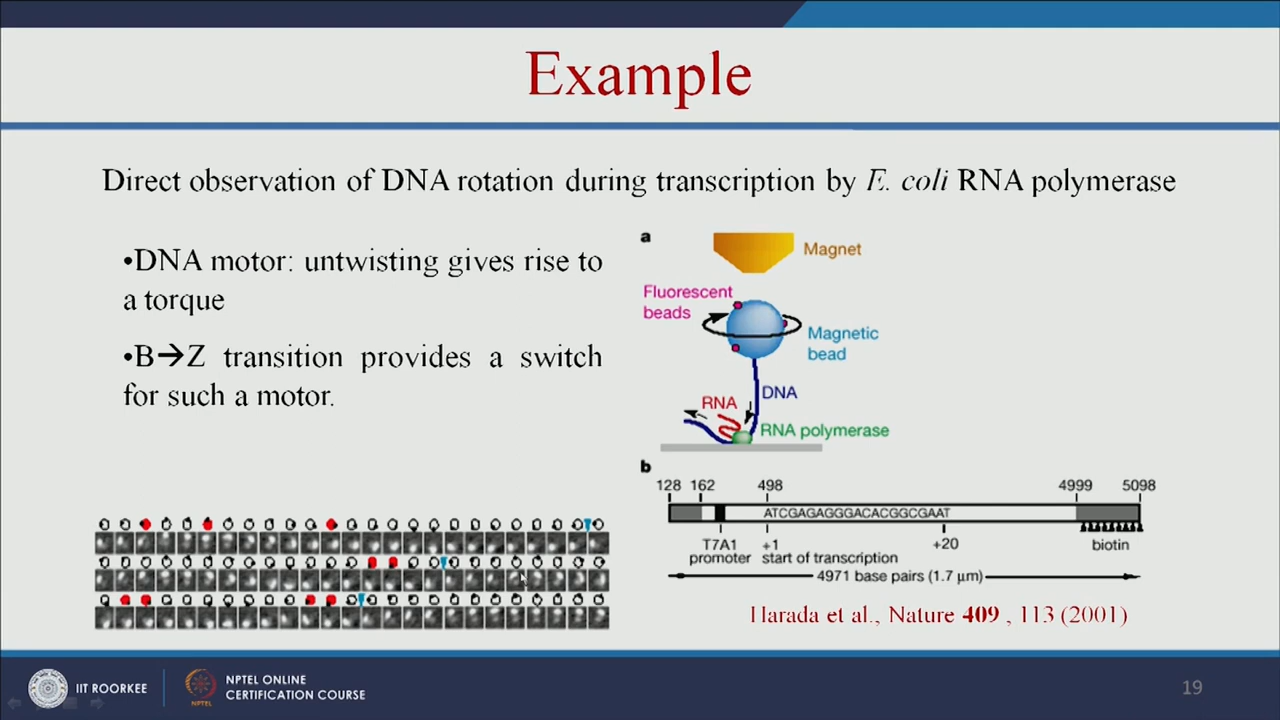 Example
Direct observation of DNA rotation during transcription by E. coli RNA polymerase
•DNA motor: untwisting gives rise to
a torque
•B→Z transition provides a switch
for such a motor.
a
Magnet
Fluorescent
beads
Magnetic
bead
DNA
RNA
RNA polymerase
b
128 162 498 4999 5098
ATCGAGAGGGACACGGCGAAT
T7A1 +1 +20 biotin
promoter start of transcription
4971 base pairs (1.7 µm)
Harada et al., Nature 409 , 113 (2001)
IIT ROORKEE
NPTEL
NPTEL ONLINE
CERTIFICATION COURSE
19